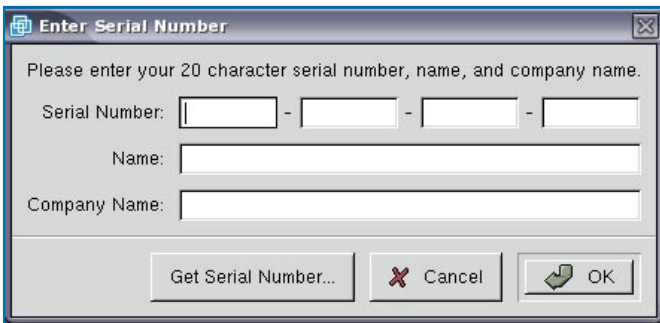 Enter Serial Number
Please enter your 20 character serial number, name, and company name.
Serial Number: - - -
Name:
Company Name:
Get Serial Number... Cancel OK